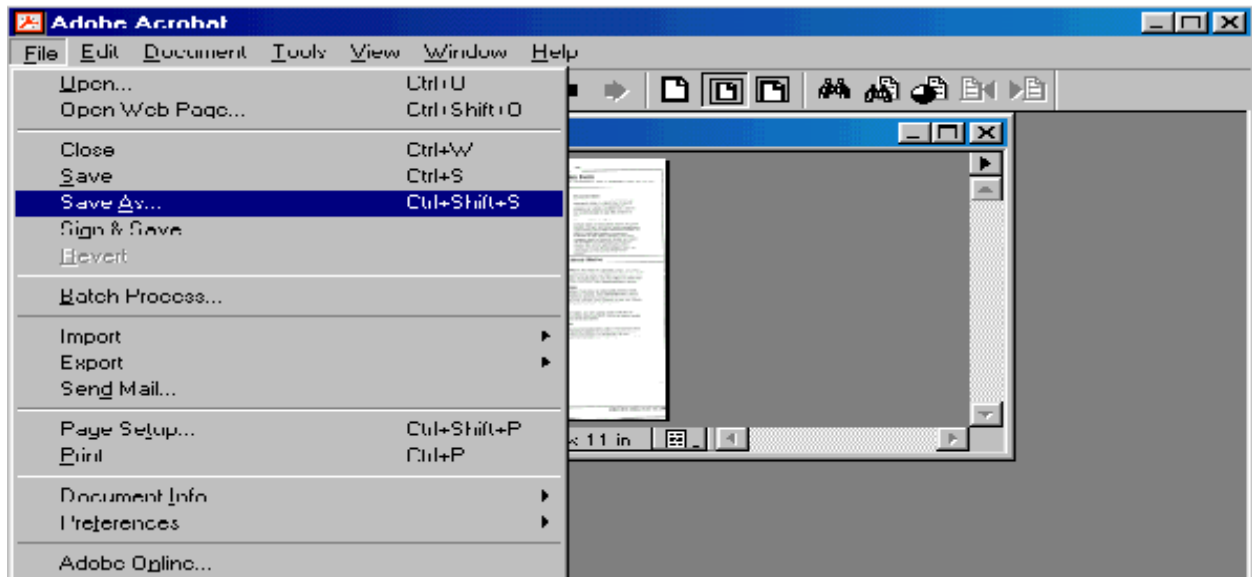 Adobe Acrobat
File Edit Document Tools View Window Help
Open... Ctrl+O
Open Web Page... Ctrl+Shift+O
Close Ctrl+W
Save Ctrl+S
Save As... Ctrl+Shift+S
Sign & Save
Revert
Batch Process...
Import
Export
Send Mail...
Page Setup... Ctrl+Shift+P
x 11 in
Print Ctrl+P
Document Info
Preferences
Adobe Online...